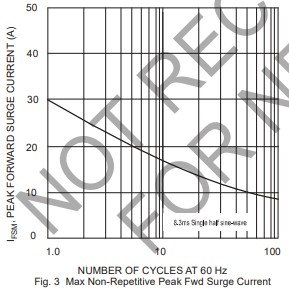 50
40
30
20
10
0
I_FSM, PEAK FORWARD SURGE CURRENT (A)
NOT REC
FOR NE
8.3ms Single half sine-wave
1.0 10 100
NUMBER OF CYCLES AT 60 Hz
Fig. 3 Max Non-Repetitive Peak Fwd Surge Current